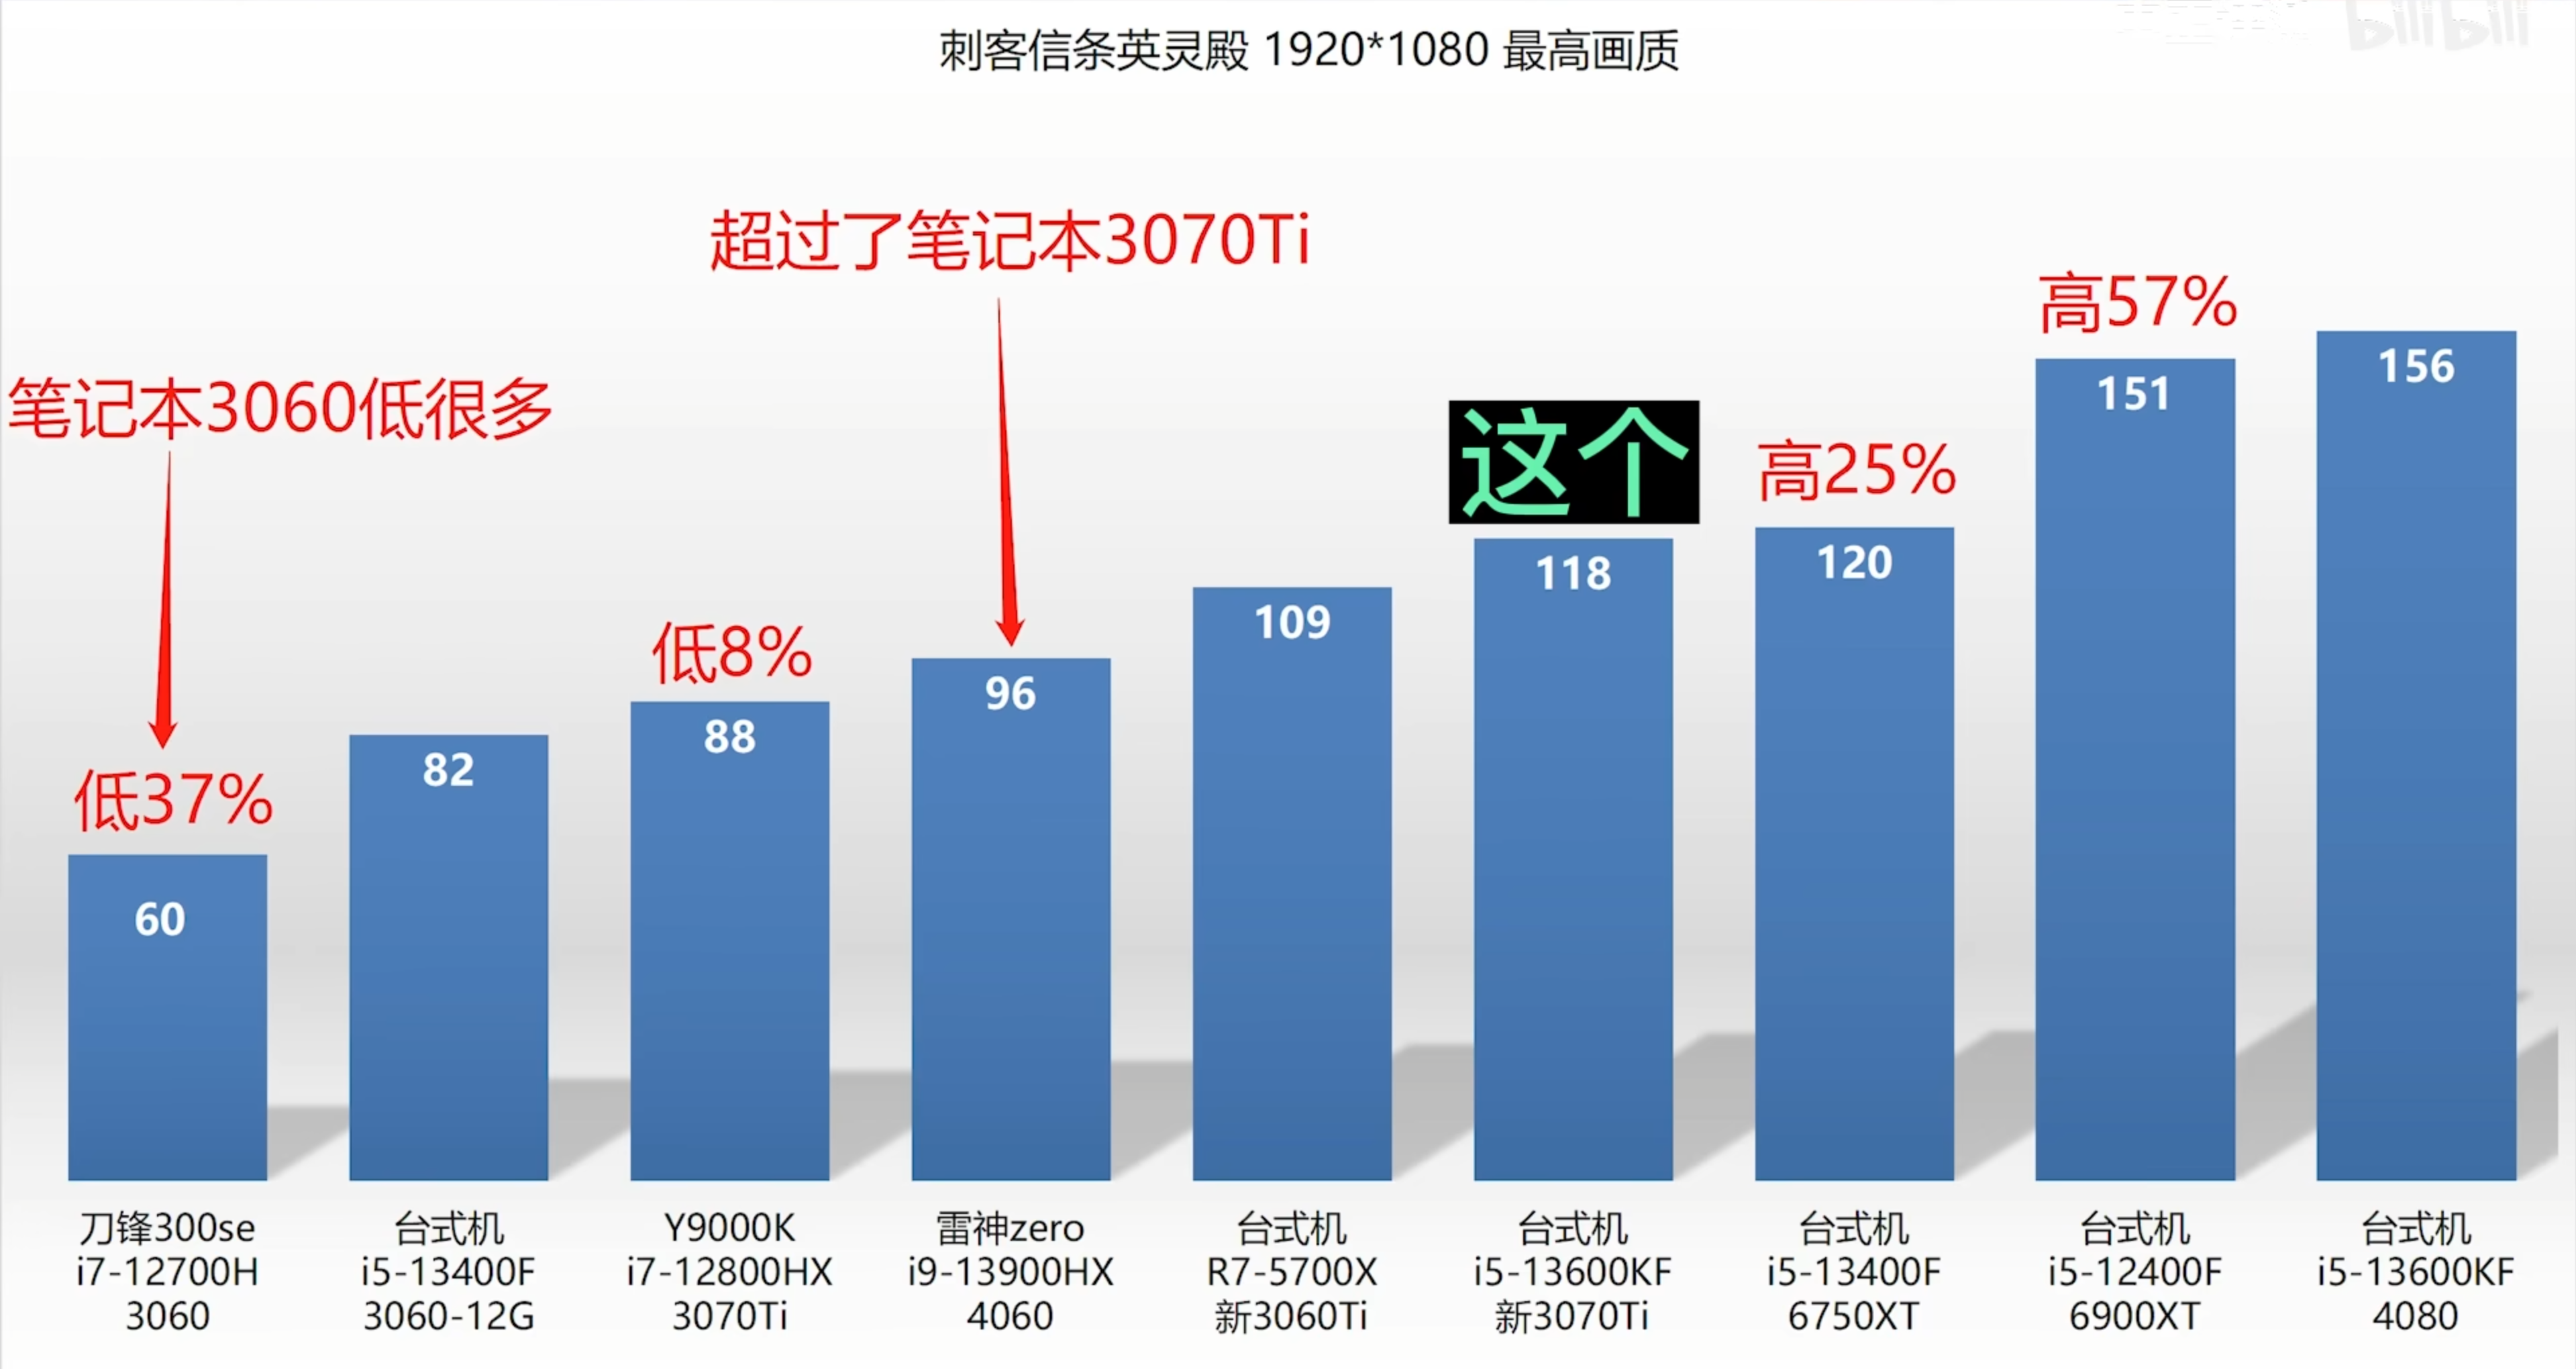 刺客信条英灵殿 1920*1080 最高画质
bilibili
超过了笔记本3070Ti
高57%
156
151
笔记本3060低很多
这个
高25%
118
120
109
低8%
96
88
82
低37%
60
刀锋300se
i7-12700H
3060
台式机
i5-13400F
3060-12G
Y9000K
i7-12800HX
3070Ti
雷神zero
i9-13900HX
4060
台式机
R7-5700X
新3060Ti
台式机
i5-13600KF
新3070Ti
台式机
i5-13400F
6750XT
台式机
i5-12400F
6900XT
台式机
i5-13600KF
4080